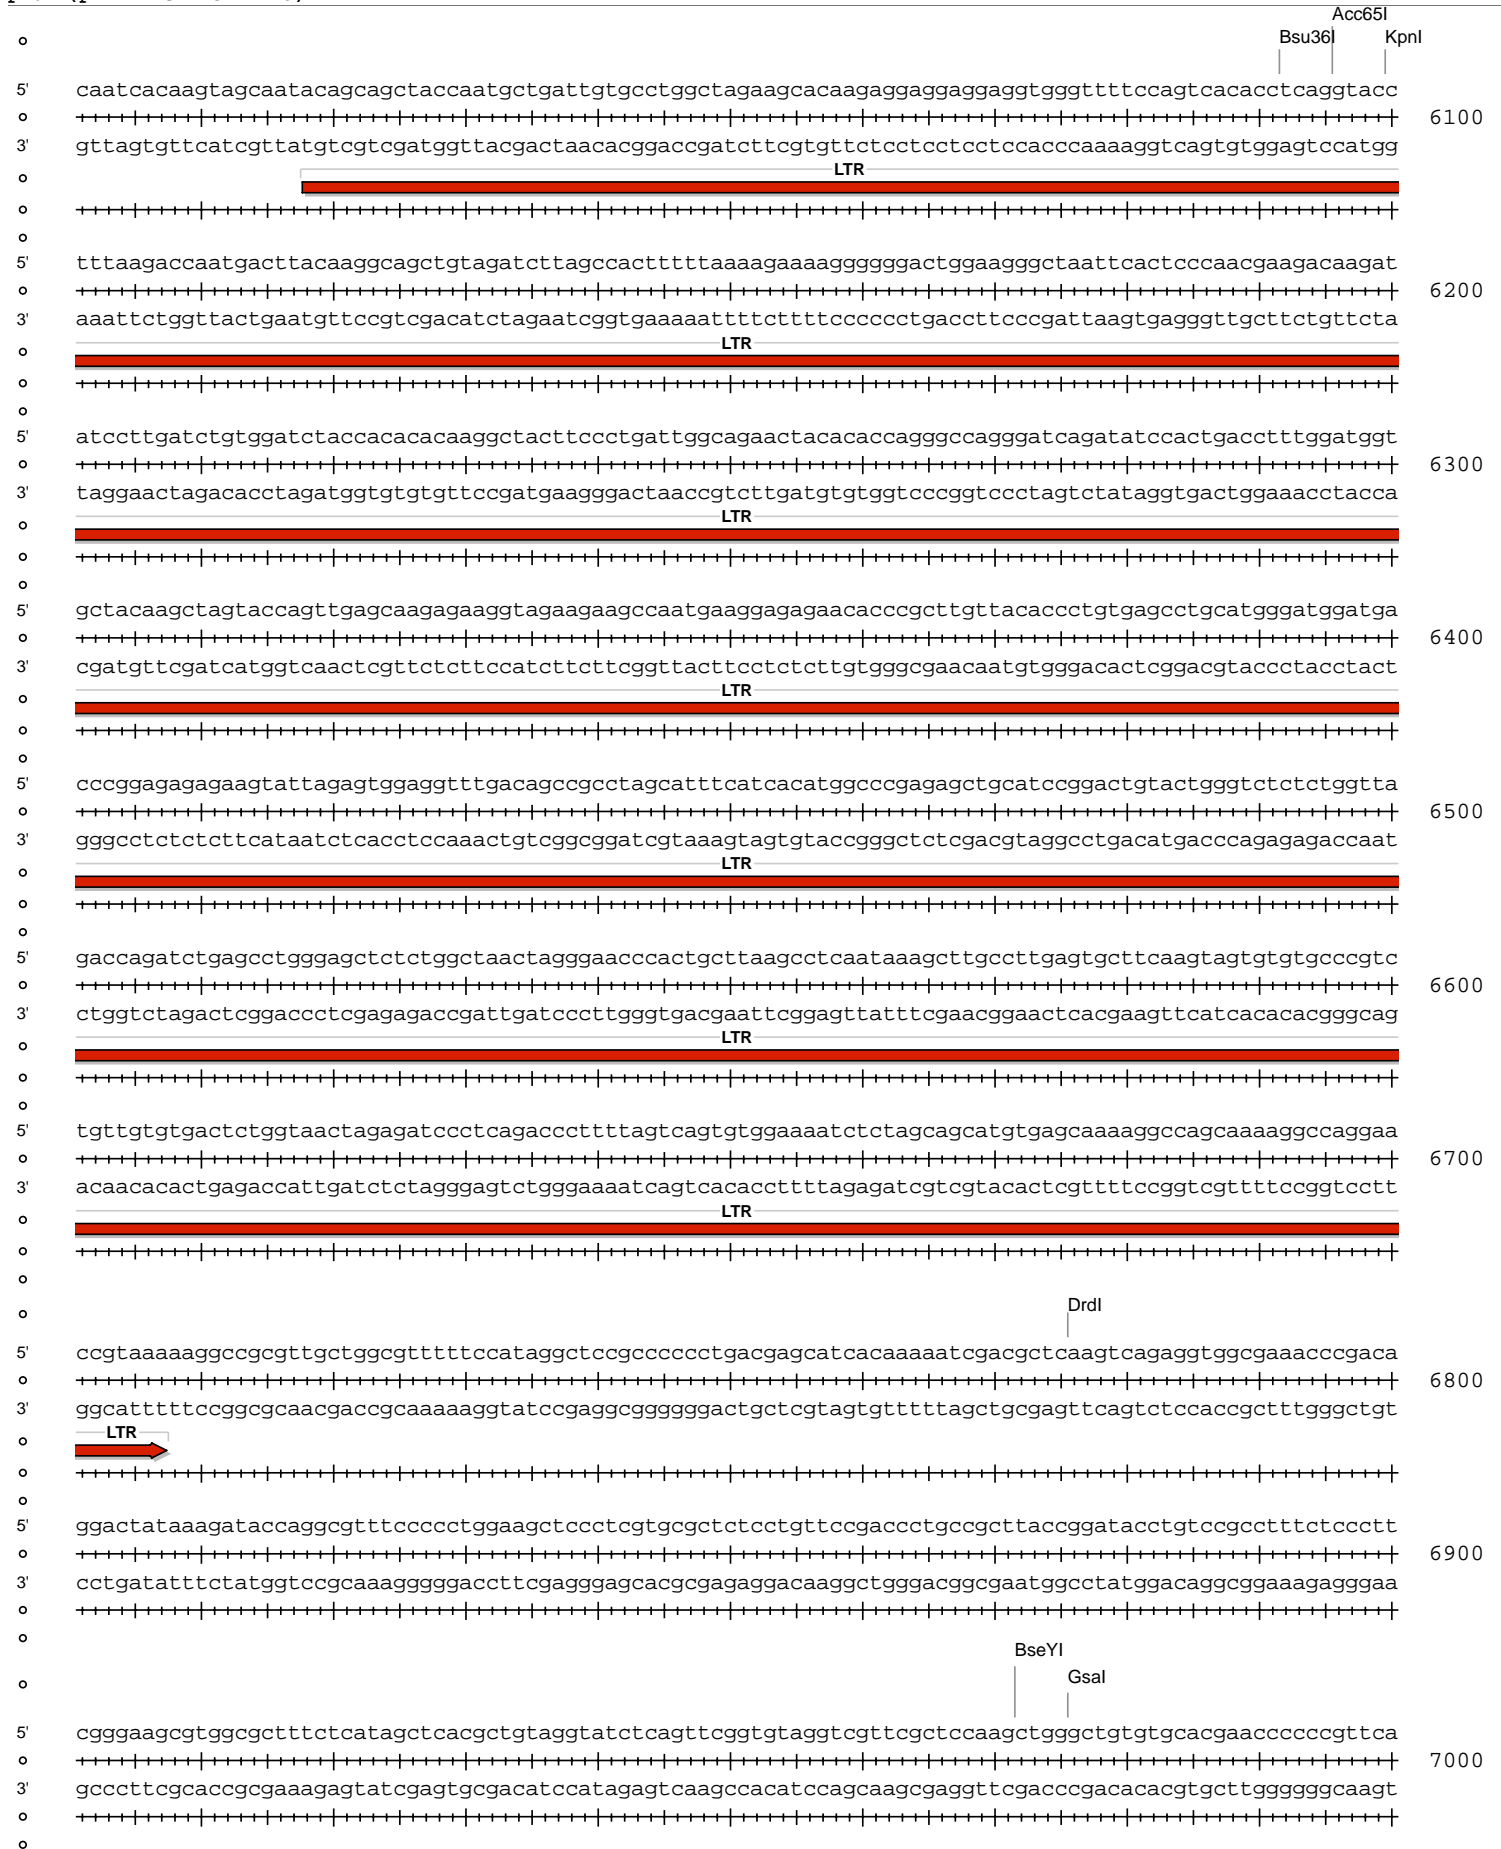 Acc65I
Bsu36I KpnI
5' caatcacaagtagcaatacagcagctaccaatgctgattgtgcctggctagaagcacaagaggaggaggaggtgggttttccagtcacacctcaggtacc
6100
3' gttagtgttcatcgttatgtcgtcgatggttacgactaacacggaccgatcttcgtgttctcctcctcctccacccaaaaggtcagtgtggagtccatgg
LTR
5' tttaagaccaatgacttacaaggcagctgtagatcttagccactttttaaaagaaaaggggggactggaagggctaattcactcccaacgaagacaagat
6200
3' aaattctggttactgaatgttccgtcgacatctagaatcggtgaaaaattttcttttcccccctgaccttcccgattaagtgagggttgcttctgttcta
LTR
5' atccttgatctgtggatctaccacacacaaggctacttccctgattggcagaactacacaccagggccagggatcagatatccactgacctttggatggt
6300
3' taggaactagacacctagatggtgtgtgttccgatgaagggactaaccgtcttgatgtgtggtcccggtccctagtctataggtgactggaaacctacca
LTR
5' gctacaagctagtaccagttgagcaagagaaggtagaagaagccaatgaaggagagaacacccgcttgttacaccctgtgagcctgcatgggatggatga
6400
3' cgatgttcgatcatggtcaactcgttctcttccatcttcttcggttacttcctctcttgtgggcgaacaatgtgggacactcggacgtaccctacctact
LTR
5' cccggagagagaagtattagagtggaggtttgacagccgcctagcatttcatcacatggcccgagagctgcatccggactgtactgggtctctctggtta
6500
3' gggcctctctcttcataatctcacctccaaactgtcggcggatcgtaaagtagtgtaccgggctctcgacgtaggcctgacatgacccagagagaccaat
LTR
5' gaccagatctgagcctgggagctctctggctaactagggaacccactgcttaagcctcaataaagcttgccttgagtgcttcaagtagtgtgtgcccgtc
6600
3' ctggtctagactcggaccctcgagagaccgattgatcccttgggtgacgaattcggagttatttcgaacggaactcacgaagttcatcacacacgggcag
LTR
5' tgttgtgtgactctggtaactagagatccctcagacccttttagtcagtgtggaaaatctctagcagcatgtgagcaaaaggccagcaaaaggccaggaa
6700
3' acaacacactgagaccattgatctctagggagtctgggaaaatcagtcacaccttttagagatcgtcgtacactcgttttccggtcgttttccggtcctt
LTR
DrdI
5' ccgtaaaaaggccgcgttgctggcgtttttccataggctccgcccccctgacgagcatcacaaaaatcgacgctcaagtcagaggtggcgaaacccgaca
6800
3' ggcatttttccggcgcaacgaccgcaaaaaggtatccgaggcggggggactgctcgtagtgtttttagctgcgagttcagtctccaccgctttgggctgt
LTR
5' ggactataaagataccaggcgtttccccctggaagctccctcgtgcgctctcctgttccgaccctgccgcttaccggatacctgtccgcctttctccctt
6900
3' cctgatatttctatggtccgcaaagggggaccttcgagggagcacgcgagaggacaaggctgggacggcgaatggcctatggacaggcggaaagagggaa
BseYI
GsaI
5' cgggaagcgtggcgctttctcatagctcacgctgtaggtatctcagttcggtgtaggtcgttcgctccaagctgggctgtgtgcacgaaccccccgttca
7000
3' gcccttcgcaccgcgaaagagtatcgagtgcgacatccatagagtcaagccacatccagcaagcgaggttcgacccgacacacgtgcttggggggcaagt